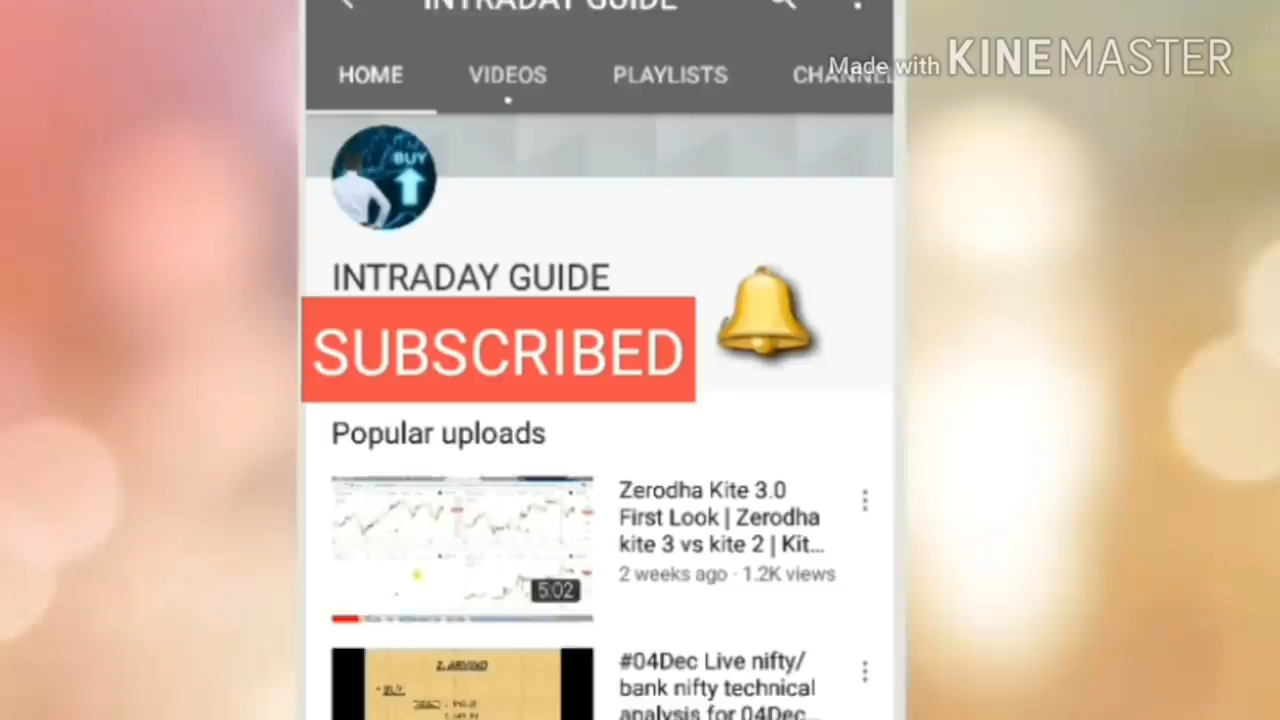 INTRADAY GUIDE
Made with KINEMASTER
HOME VIDEOS PLAYLISTS CHANNEL
BUY
INTRADAY GUIDE
SUBSCRIBED
Popular uploads
Zerodha Kite 3.0
First Look | Zerodha
kite 3 vs kite 2 | Kit...
2 weeks ago · 1.2K views
5:02
#04Dec Live nifty/
bank nifty technical
analysis for 04Dec...
BUY